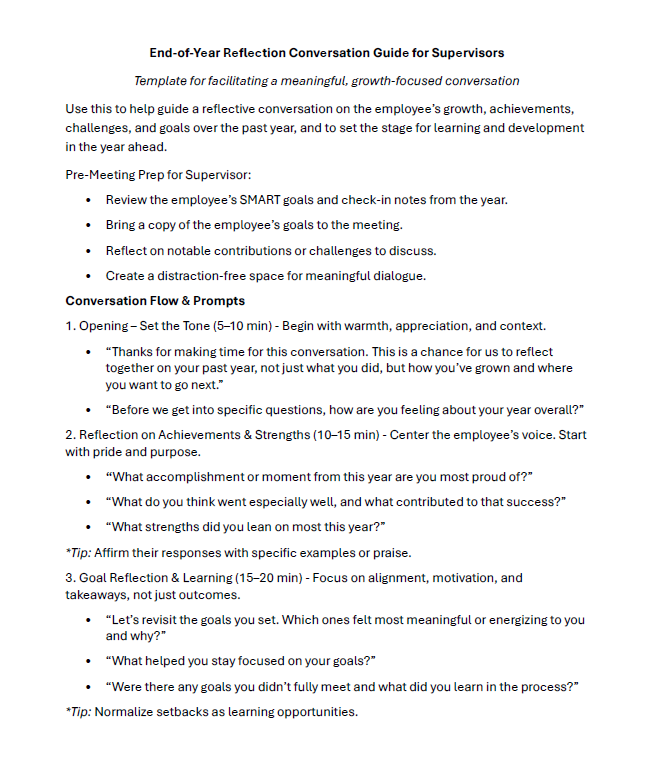 End-of-Year Reflection Conversation Guide for Supervisors
Template for facilitating a meaningful, growth-focused conversation
Use this to help guide a reflective conversation on the employee’s growth, achievements,
challenges, and goals over the past year, and to set the stage for learning and development
in the year ahead.
Pre-Meeting Prep for Supervisor:
• Review the employee’s SMART goals and check-in notes from the year.
• Bring a copy of the employee’s goals to the meeting.
• Reflect on notable contributions or challenges to discuss.
• Create a distraction-free space for meaningful dialogue.
Conversation Flow & Prompts
1. Opening – Set the Tone (5–10 min) - Begin with warmth, appreciation, and context.
• “Thanks for making time for this conversation. This is a chance for us to reflect
together on your past year, not just what you did, but how you’ve grown and where
you want to go next.”
• “Before we get into specific questions, how are you feeling about your year overall?”
2. Reflection on Achievements & Strengths (10–15 min) - Center the employee’s voice. Start
with pride and purpose.
• “What accomplishment or moment from this year are you most proud of?”
• “What do you think went especially well, and what contributed to that success?”
• “What strengths did you lean on most this year?”
*Tip: Affirm their responses with specific examples or praise.
3. Goal Reflection & Learning (15–20 min) - Focus on alignment, motivation, and
takeaways, not just outcomes.
• “Let’s revisit the goals you set. Which ones felt most meaningful or energizing to you
and why?”
• “What helped you stay focused on your goals?”
• “Were there any goals you didn’t fully meet and what did you learn in the process?”
*Tip: Normalize setbacks as learning opportunities.